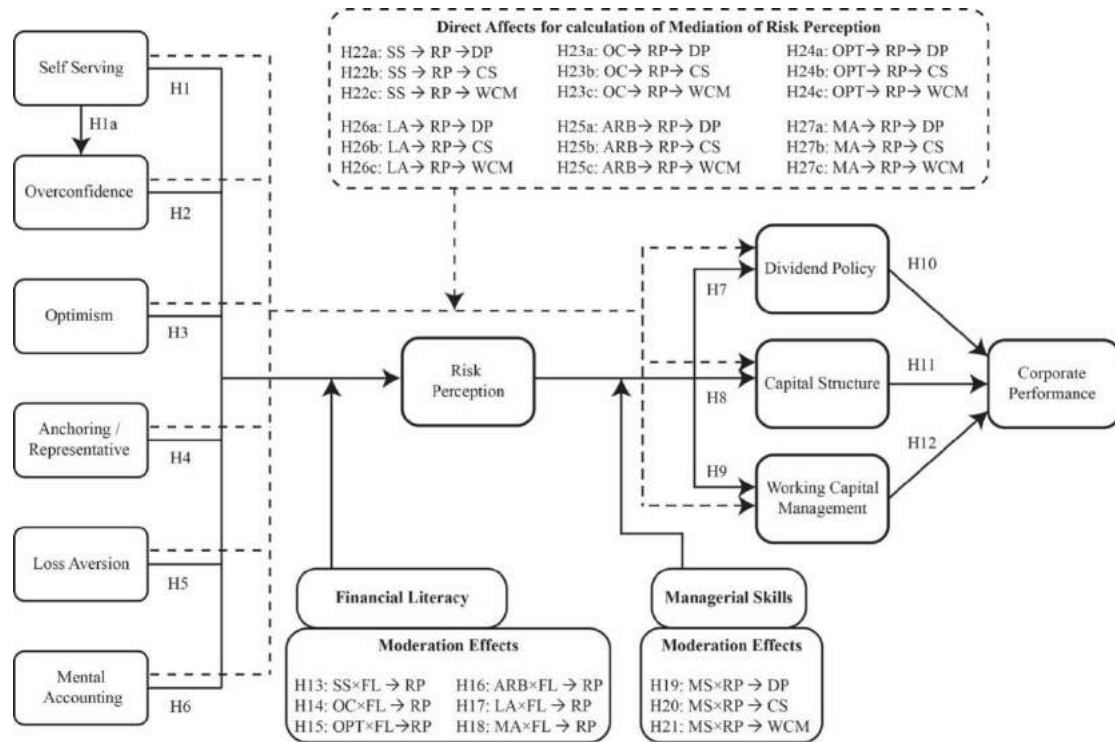 Direct Affects for calculation of Mediation of Risk Perception
H22a: SS → RP→DP
H22b: SS → RP→ CS
H22c: SS → RP→ WCM
H23a: OC→ RP→ DP
H23b: OC→ RP→ CS
H23c: OC→ RP→ WCM
H24a: OPT→ RP→ DP
H24b: OPT→ RP→ CS
H24c: OPT→ RP→ WCM
H26a: LA→ RP→ DP
H26b: LA→ RP→ CS
H26c: LA→ RP→ WCM
H25a: ARB→ RP→ DP
H25b: ARB→ RP→ CS
H25c: ARB→ RP→ WCM
H27a: MA→ RP→ DP
H27b: MA→ RP→ CS
H27c: MA→ RP→ WCM
Self Serving
H1
H1a
Overconfidence
H2
Optimism
H3
Anchoring /
Representative
H4
Loss Aversion
H5
Mental
Accounting
H6
Risk
Perception
H7
H8
H9
Dividend Policy
Capital Structure
Working Capital
Management
H10
H11
H12
Corporate
Performance
Financial Literacy
Moderation Effects
H13: SS×FL → RP
H14: OC×FL → RP
H15: OPT×FL→RP
H16: ARB×FL → RP
H17: LA×FL → RP
H18: MA×FL → RP
Managerial Skills
Moderation Effects
H19: MS×RP → DP
H20: MS×RP → CS
H21: MS×RP → WCM